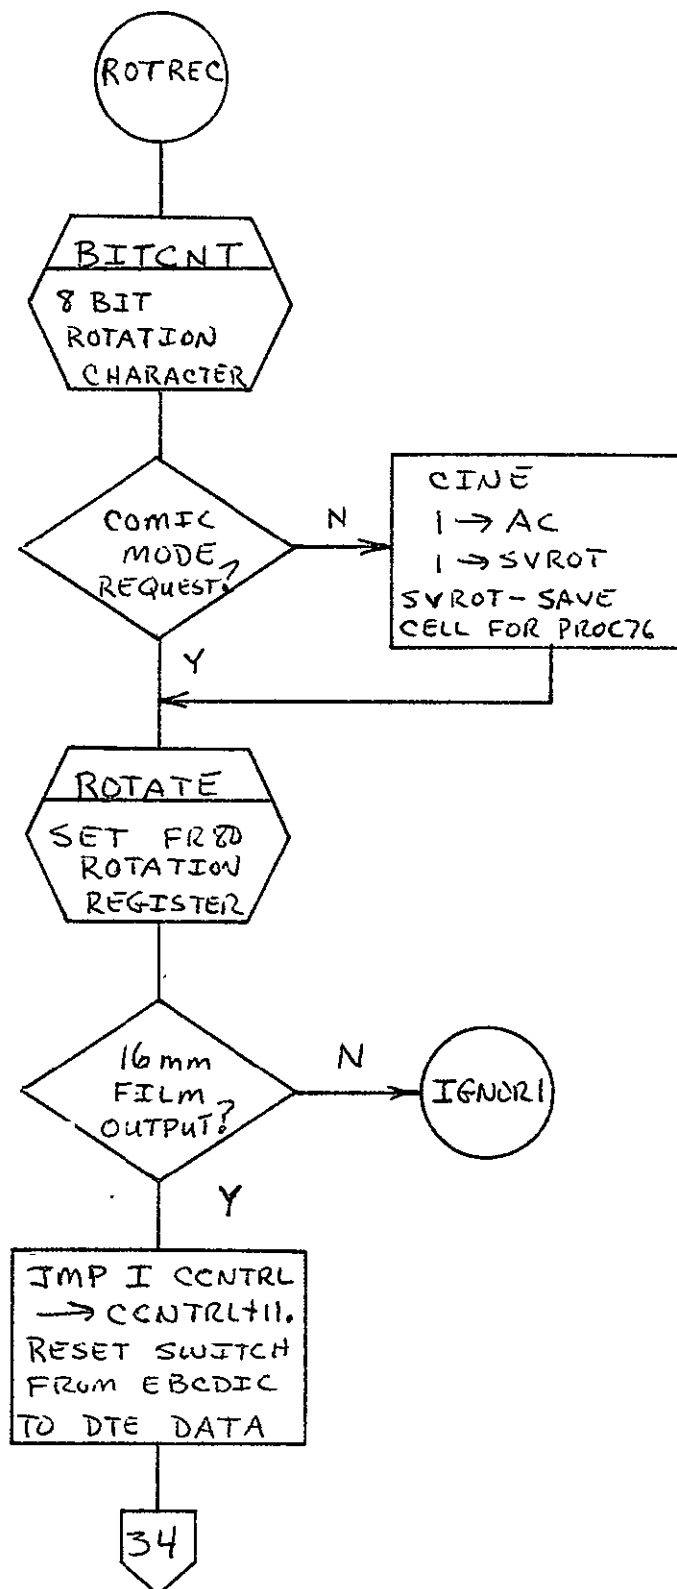 ROTREC
BITCNT
8 BIT
ROTATION
CHARACTER
COMIC
MODE
REQUEST?
N
CINE
1 → AC
1 → SVROT
SVROT - SAVE
CELL FOR PROC76
Y
ROTATE
SET FR80
ROTATION
REGISTER
16mm
FILM
OUTPUT?
N
IGNOR1
Y
JMP I CCNTRL
→ CCNTRL+11.
RESET SWITCH
FROM EBCDIC
TO DTE DATA
34